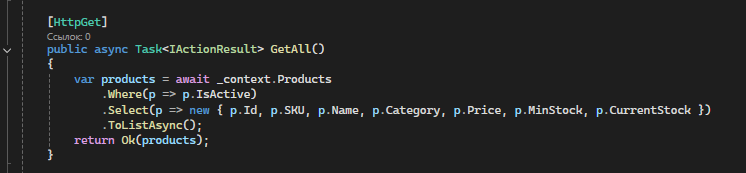 [HttpGet]
Ссылок: 0
public async Task<IActionResult> GetAll()
{
var products = await _context.Products
.Where(p => p.IsActive)
.Select(p => new { p.Id, p.SKU, p.Name, p.Category, p.Price, p.MinStock, p.CurrentStock })
.ToListAsync();
return Ok(products);
}